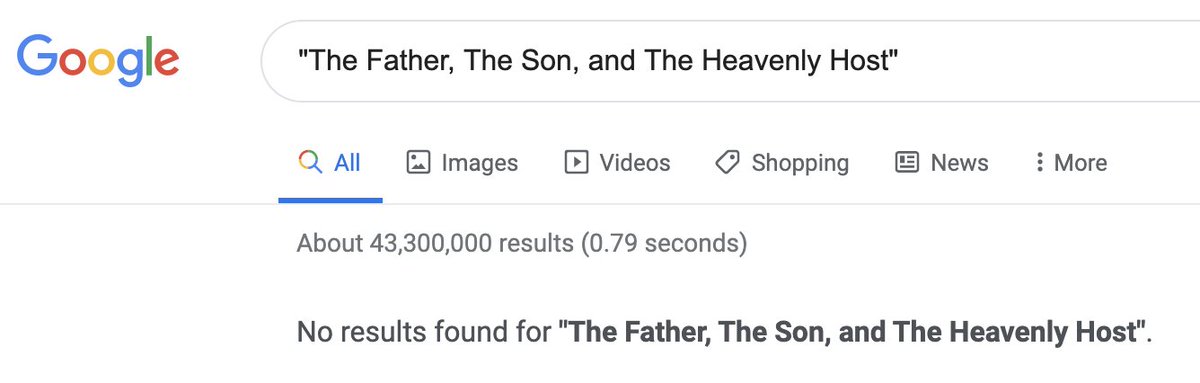 Google "The Father, The Son, and The Heavenly Host"
All Images Videos Shopping News More
About 43,300,000 results (0.79 seconds)
No results found for "The Father, The Son, and The Heavenly Host".